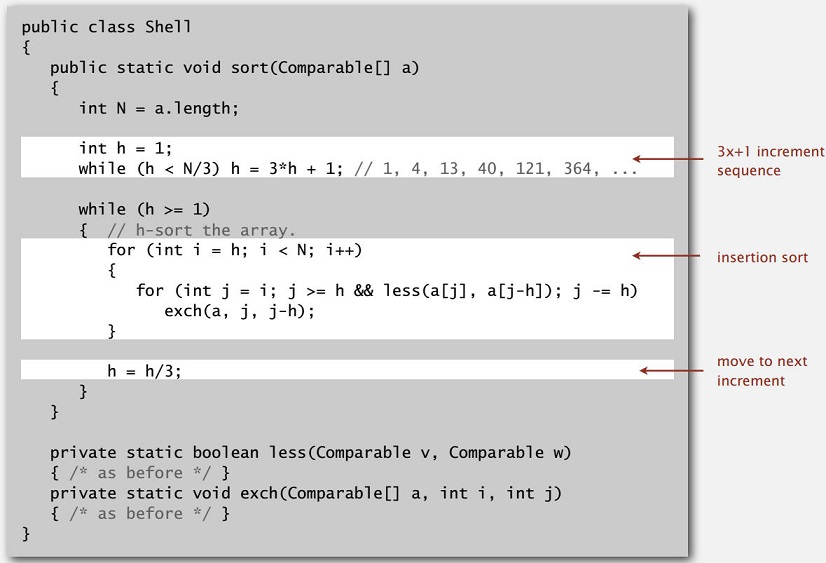 public class Shell
{
public static void sort(Comparable[] a)
{
int N = a.length;
int h = 1;
while (h < N/3) h = 3*h + 1; // 1, 4, 13, 40, 121, 364, ...
3x+1 increment
sequence
while (h >= 1)
{ // h-sort the array.
for (int i = h; i < N; i++)
insertion sort
{
for (int j = i; j >= h && less(a[j], a[j-h]); j -= h)
exch(a, j, j-h);
}
h = h/3;
move to next
increment
}
}
private static boolean less(Comparable v, Comparable w)
{ /* as before */ }
private static void exch(Comparable[] a, int i, int j)
{ /* as before */ }
}